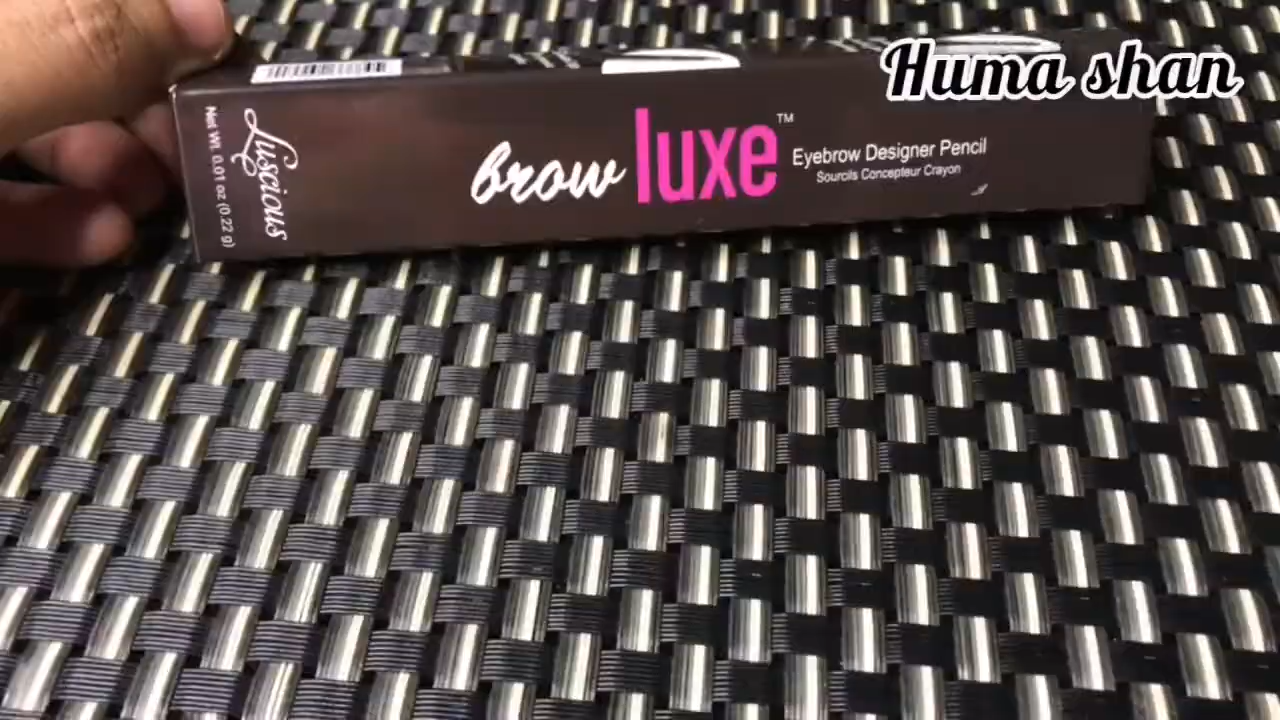 Huma shan
Luscious
Net Wt. 0.01 oz (0.22 g)
brow luxe™
Eyebrow Designer Pencil
Sourcils Concepteur Crayon